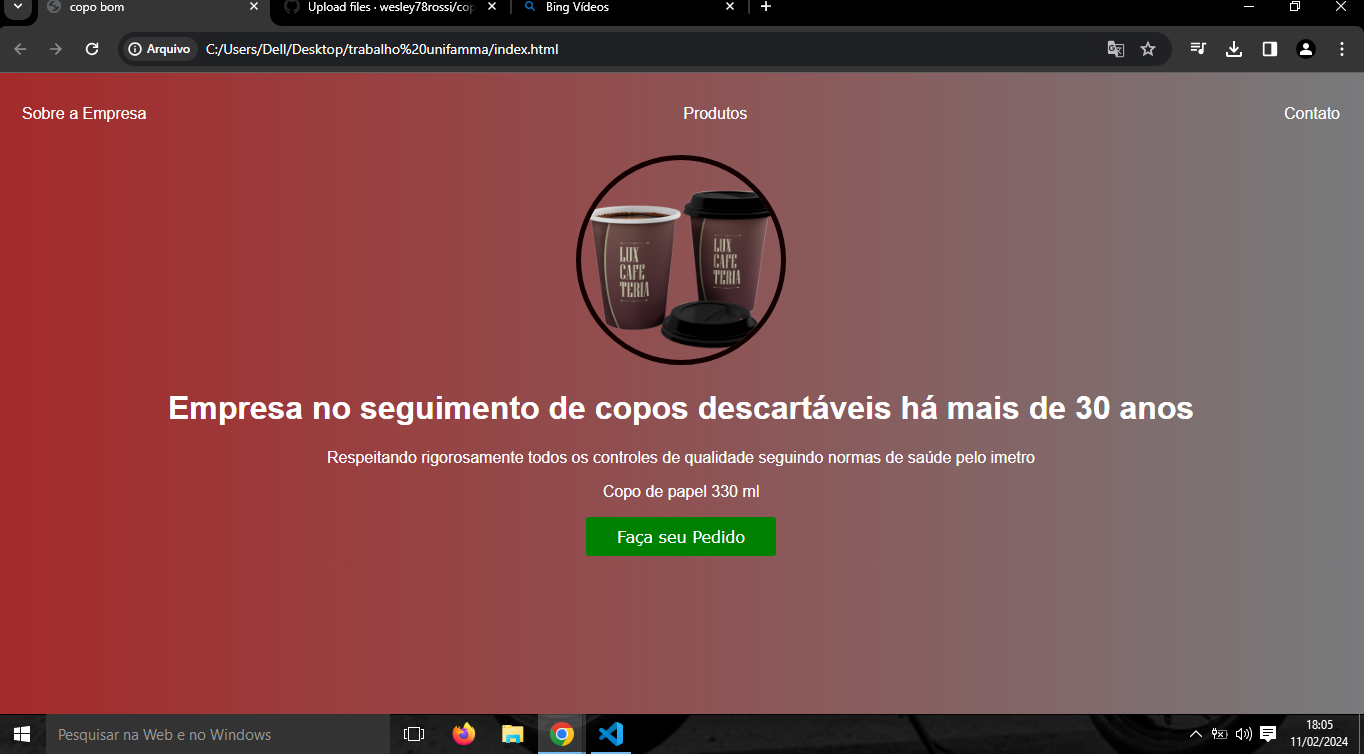 copo bom
Upload files · wesley78rossi/cop
Bing Vídeos
Arquivo
C:/Users/Dell/Desktop/trabalho%20unifamma/index.html
Sobre a Empresa
Produtos
Contato
LUX
CAFE
TERIA
LUX
CAFE
TERIA
Empresa no seguimento de copos descartáveis há mais de 30 anos
Respeitando rigorosamente todos os controles de qualidade seguindo normas de saúde pelo imetro
Copo de papel 330 ml
Faça seu Pedido
Pesquisar na Web e no Windows
18:05
11/02/2024